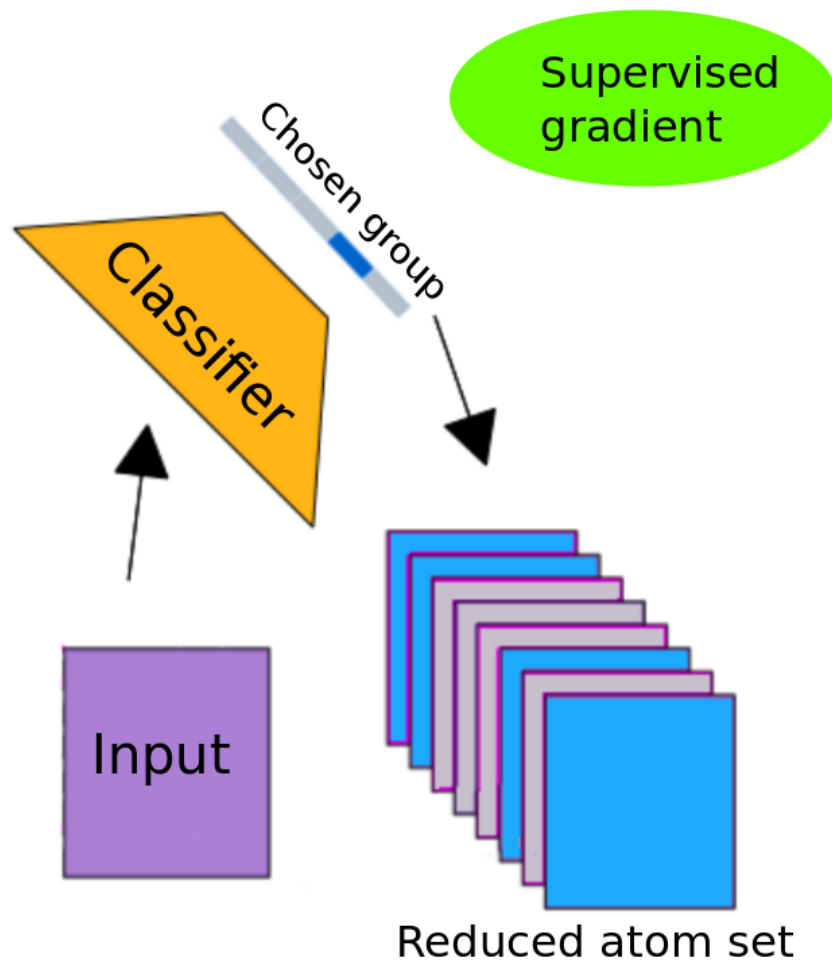 Supervised
gradient
Chosen group
Classifier
Input
Reduced atom set